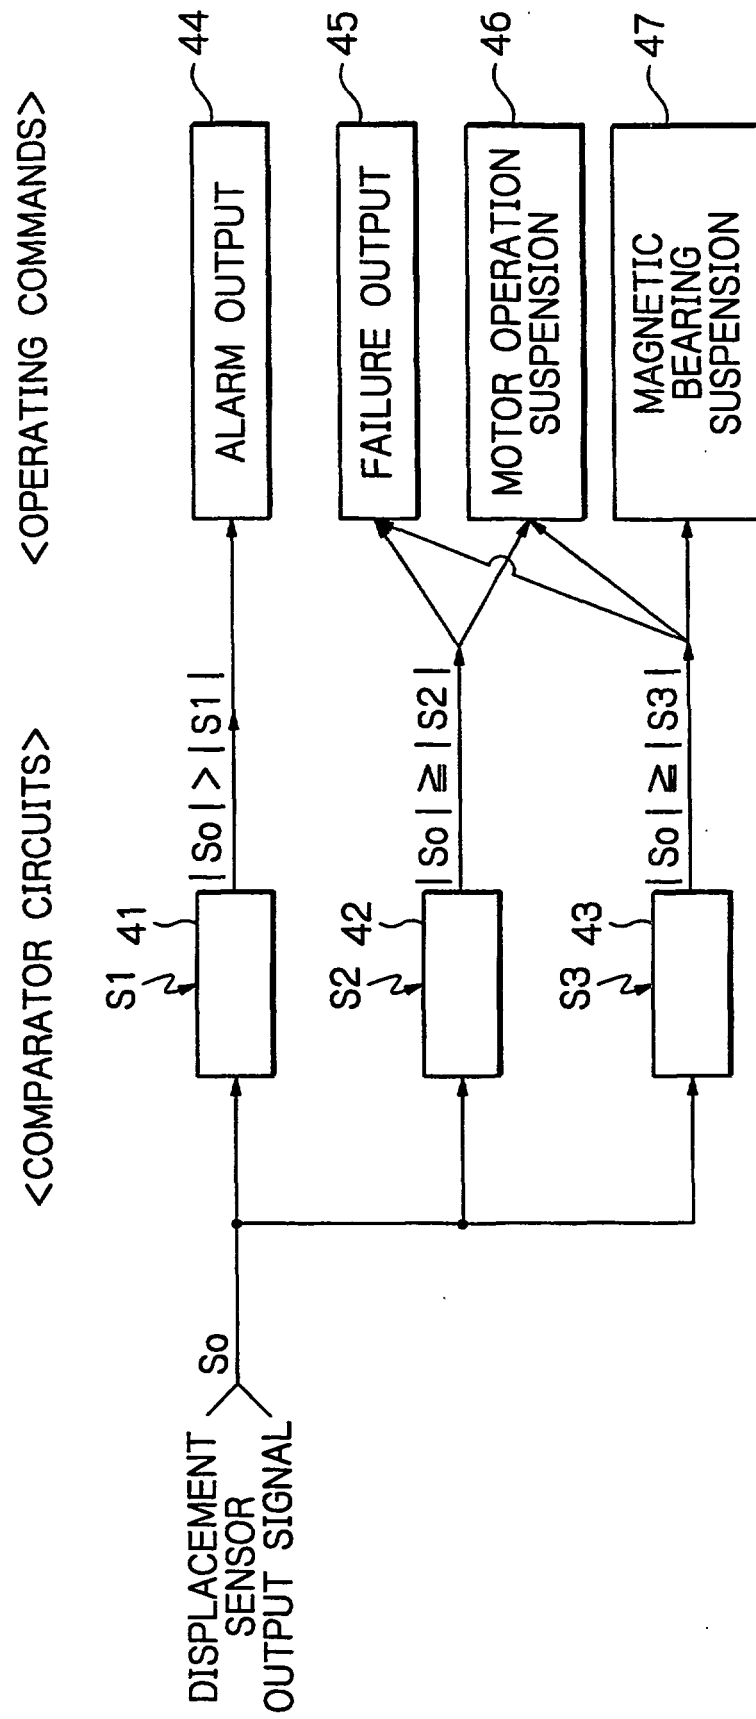 <COMPARATOR CIRCUITS>
<OPERATING COMMANDS>
DISPLACEMENT
SENSOR
OUTPUT SIGNAL
So
S1
41
|So|>|S1|
ALARM OUTPUT
44
S2
42
|So|≧|S2|
FAILURE OUTPUT
45
MOTOR OPERATION
SUSPENSION
46
S3
43
|So|≧|S3|
MAGNETIC
BEARING
SUSPENSION
47